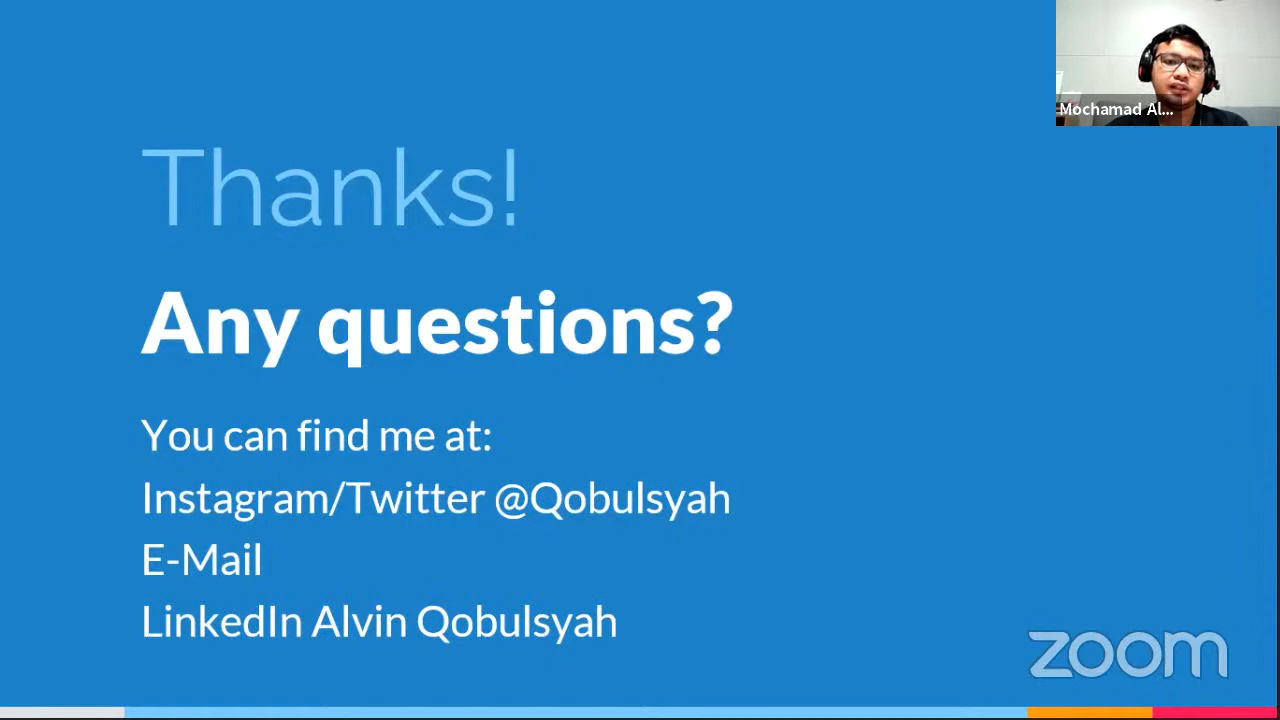 Mochamad Al...
Thanks!
Any questions?
You can find me at:
Instagram/Twitter @Qobulsyah
E-Mail
LinkedIn Alvin Qobulsyah
zoom